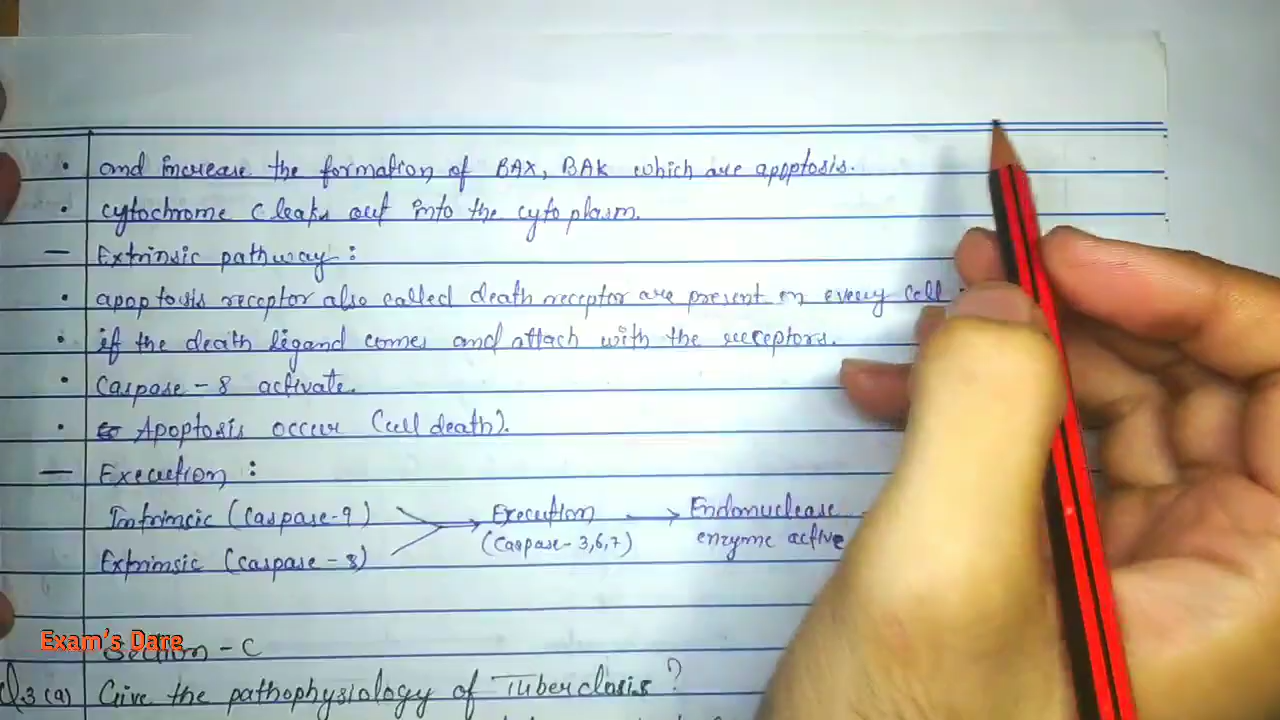 • and increase the formation of BAX, BAK which are apoptosis.
• cytochrome C leaks out into the cytoplasm.
— Extrinsic pathway :
• apoptosis receptor also called death receptor are present on every cell
• if the death ligand comes and attach with the receptors.
• Caspase - 8 activate.
• Apoptosis occur (cell death).
— Execution :
Intrinsic (Caspase-9) → Execution → Endonuclease
Extrinsic (caspase - 8) (Caspase - 3,6,7) enzyme active
Exam's Dare
Section - C
Q.3 (a) Give the pathophysiology of Tuberclosis ?